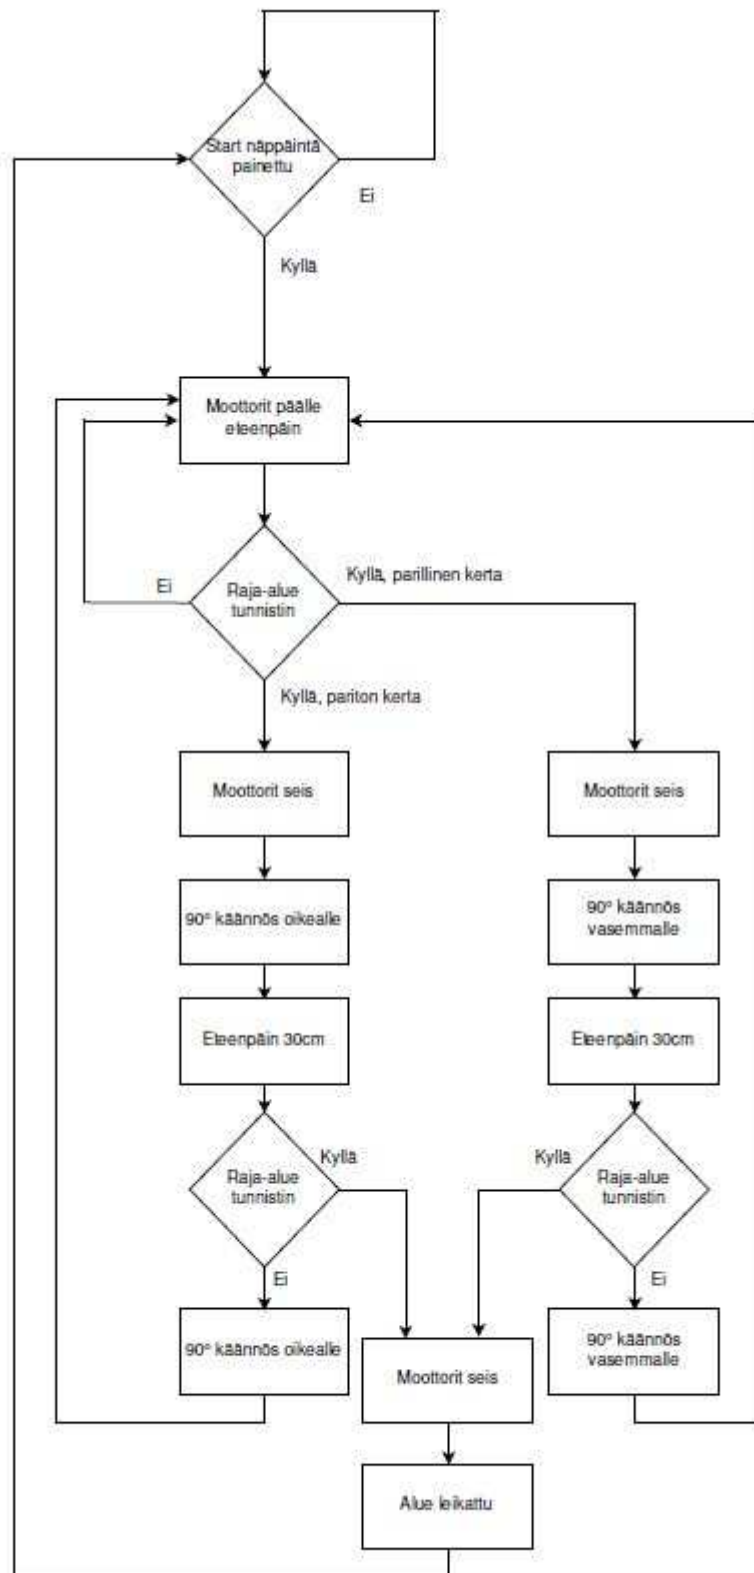 Start näppäintä
painettu
Ei
Kyllä
Moottorit päälle
eteenpäin
Ei
Raja-alue
tunnistin
Kyllä, parillinen kerta
Kyllä, pariton kerta
Moottorit seis
Moottorit seis
90° käännös oikealle
90° käännös
vasemmalle
Eteenpäin 30cm
Eteenpäin 30cm
Raja-alue
tunnistin
Kyllä
Kyllä
Raja-alue
tunnistin
Ei
Ei
90° käännös oikealle
90° käännös
vasemmalle
Moottorit seis
Alue leikattu